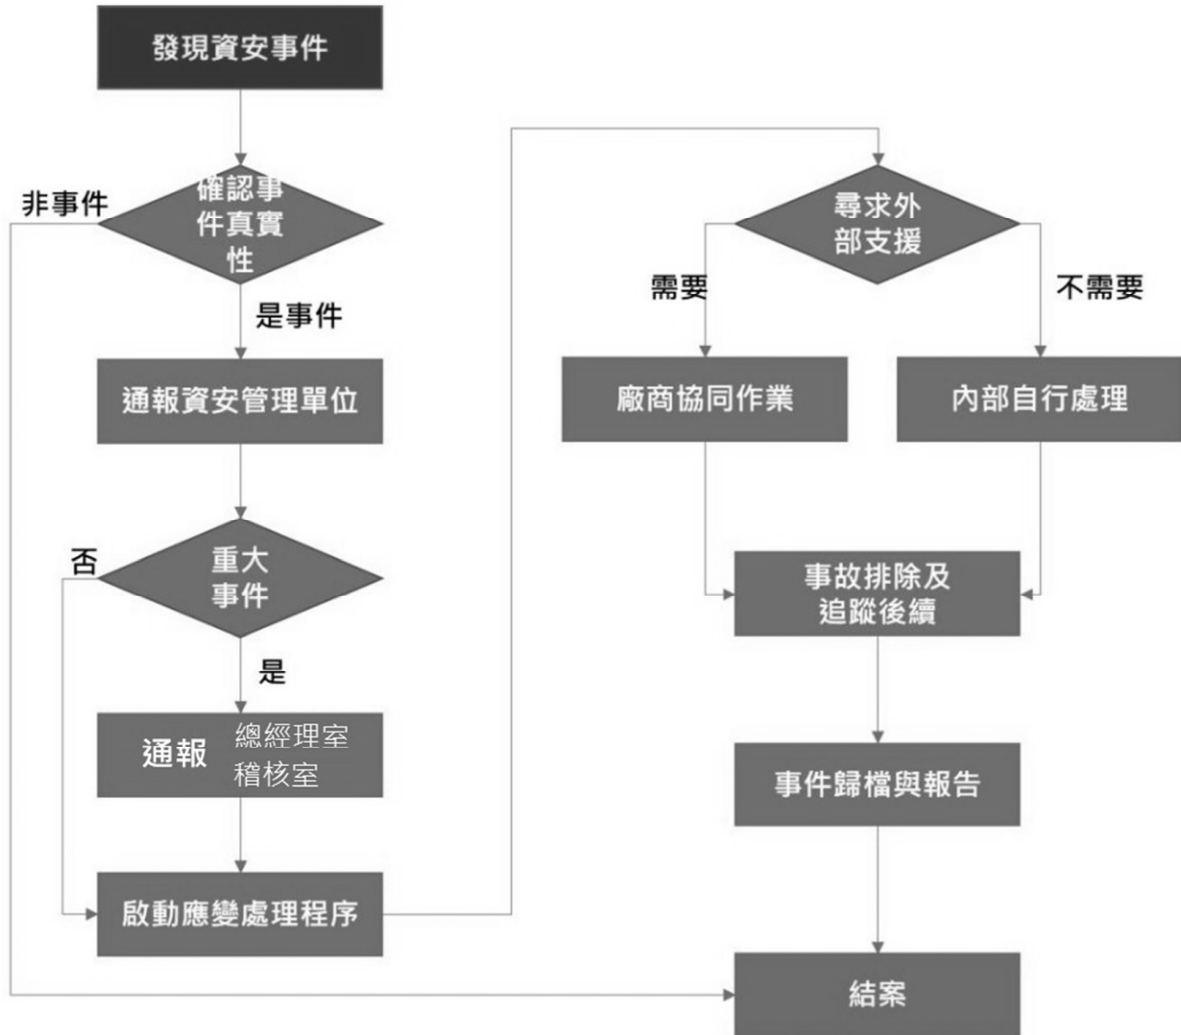 發現資安事件
非事件
確認事
件真實
性
是事件
通報資安管理單位
否
重大
事件
是
通報
總經理室
稽核室
啟動應變處理程序
尋求外
部支援
需要
不需要
廠商協同作業
內部自行處理
事故排除及
追蹤後續
事件歸檔與報告
結案